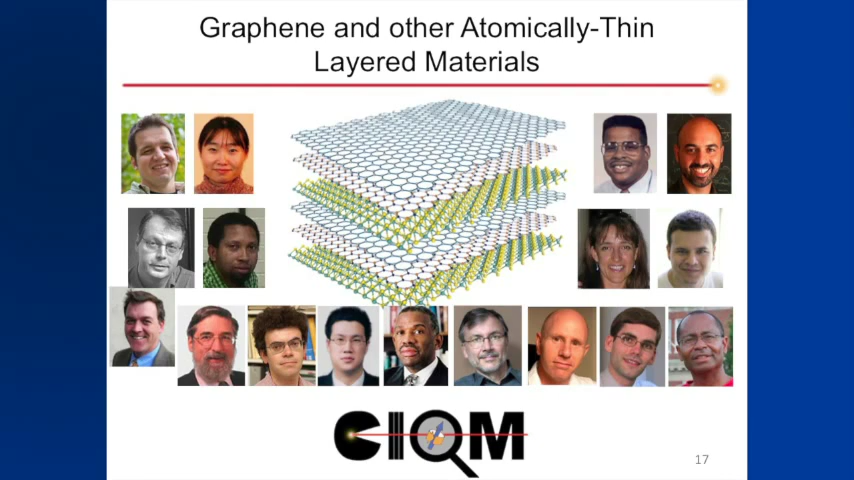 Graphene and other Atomically-Thin
Layered Materials
CIQM
17